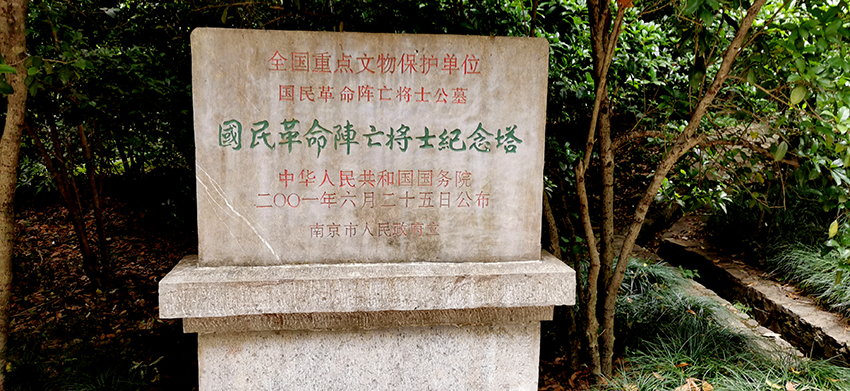 全国重点文物保护单位
国民革命阵亡将士公墓
國民革命陣亡将士紀念塔
中华人民共和国国务院
二〇〇一年六月二十五日公布
南京市人民政府立